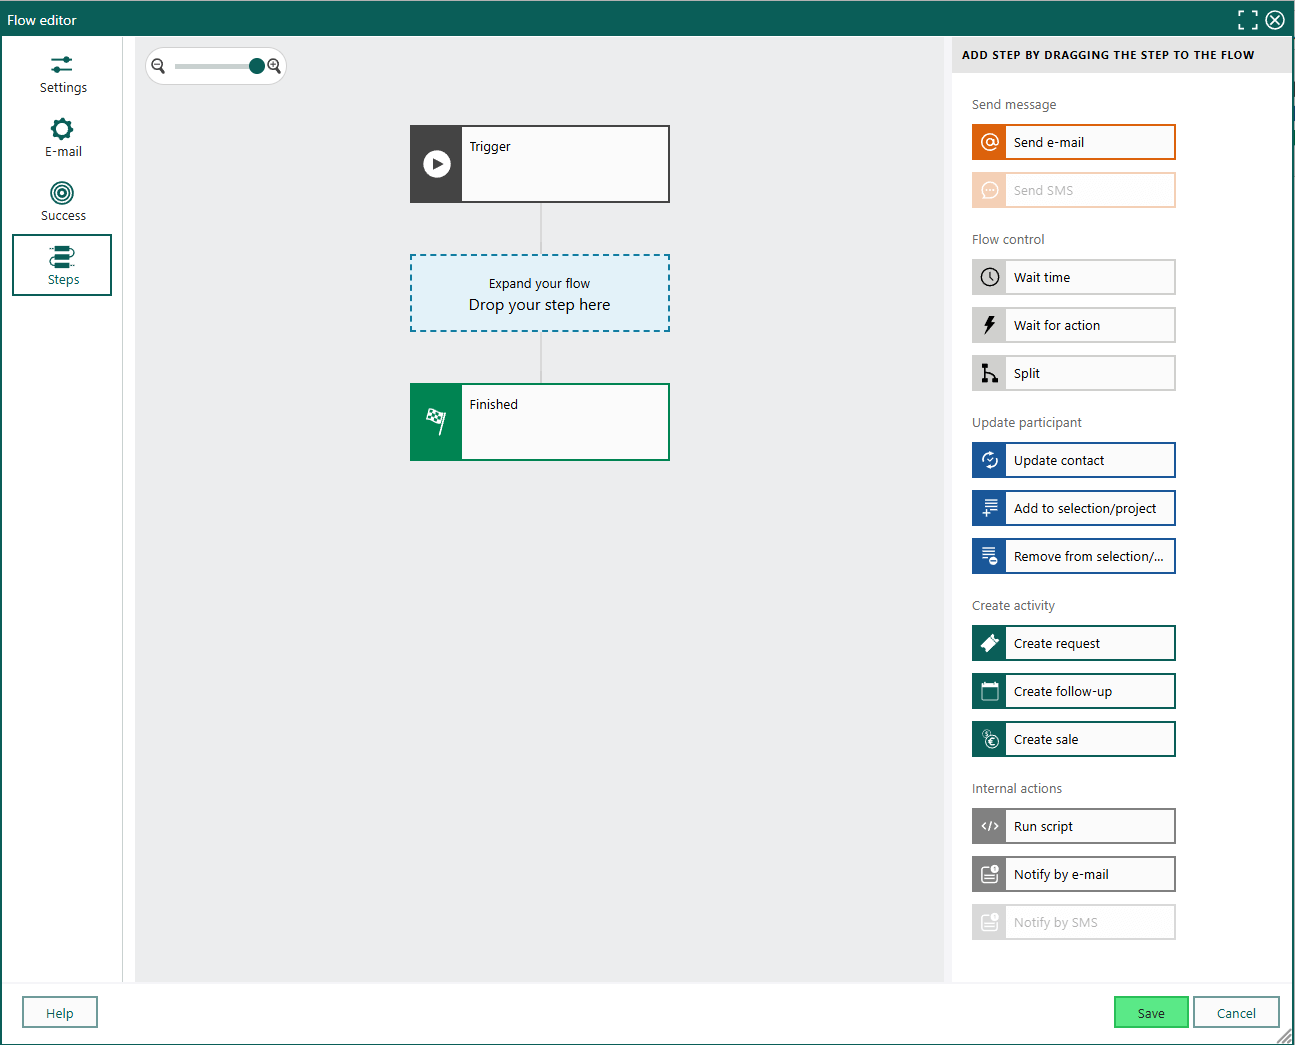 Flow editor
Settings
E-mail
Success
Steps
Trigger
Expand your flow
Drop your step here
Finished
ADD STEP BY DRAGGING THE STEP TO THE FLOW
Send message
Send e-mail
Send SMS
Flow control
Wait time
Wait for action
Split
Update participant
Update contact
Add to selection/project
Remove from selection/...
Create activity
Create request
Create follow-up
Create sale
Internal actions
Run script
Notify by e-mail
Notify by SMS
Help
Save
Cancel